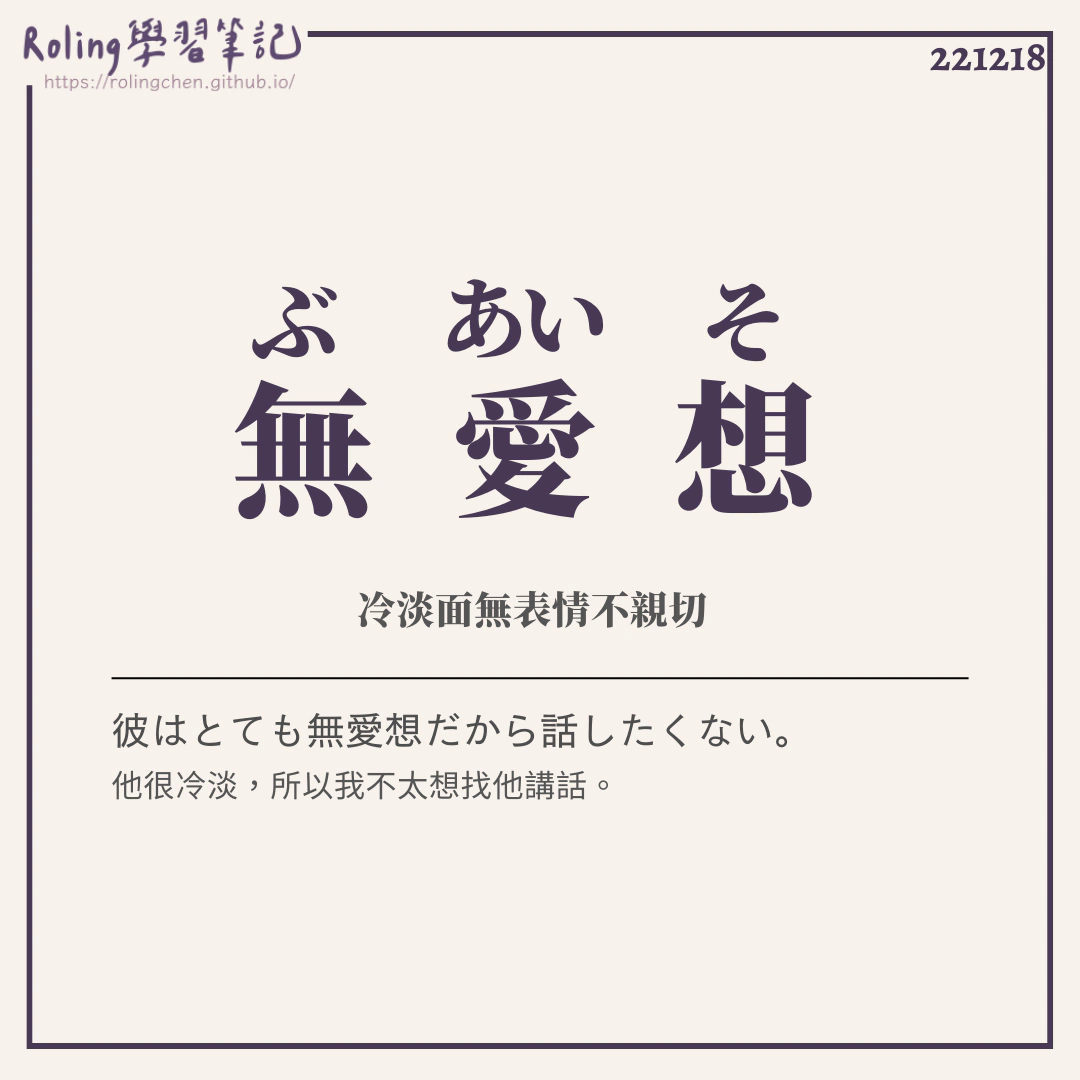 Roling學習筆記
https://rolingchen.github.io/
221218
ぶ あい そ
無 愛 想
冷淡面無表情不親切
彼はとても無愛想だから話したくない。
他很冷淡，所以我不太想找他講話。